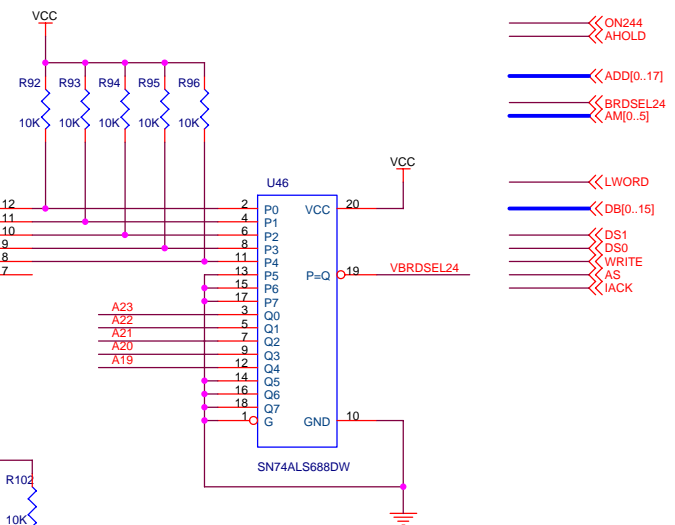 VCC
ON244
AHOLD
R92 R93 R94 R95 R96
ADD[0..17]
10K 10K 10K 10K 10K
BRDSEL24
AM[0..5]
VCC
U46
LWORD
12 2 P0 VCC 20
DB[0..15]
11 4 P1
10 6 P2
DS1
9 8 P3
DS0
8 11 P4
WRITE
7 13 P5 P=Q 19 VBRDSEL24
AS
15 P6
IACK
17 P7
A23 3 Q0
A22 5 Q1
A21 7 Q2
A20 9 Q3
A19 12 Q4
14 Q5
16 Q6
18 Q7
1 G GND 10
SN74ALS688DW
R102
10K